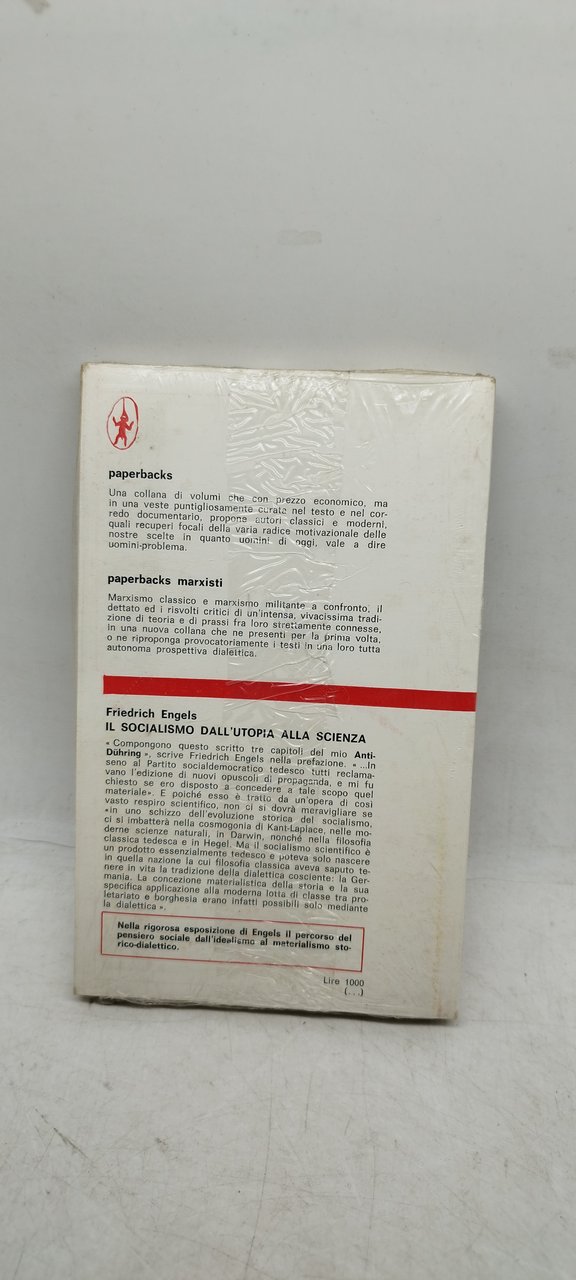 paperbacks
Una collana di volumi che con prezzo economico, ma
in una veste puntigliosamente curata nel testo e nel cor-
redo documentario, propone autori classici e moderni,
quali recuperi focali della varia radice motivazionale delle
nostre scelte in quanto uomini di oggi, vale a dire
uomini-problema.
paperbacks marxisti
Marxismo classico e marxismo militante a confronto, il
dettato ed i risvolti critici di un'intensa, vivacissima tradi-
zione di teoria e di prassi fra loro strettamente connesse,
in una nuova collana che ne presenti per la prima volta,
o ne riproponga provocatoriamente i testi in una loro tutta
autonoma prospettiva dialettica.
Friedrich Engels
IL SOCIALISMO DALL'UTOPIA ALLA SCIENZA
« Compongono questo scritto tre capitoli del mio Anti-
Dühring », scrive Friedrich Engels nella prefazione. « ...In
seno al Partito socialdemocratico tedesco tutti reclama-
vano l'edizione di nuovi opuscoli di propaganda, e mi fu
chiesto se ero disposto a concedere a tale scopo quel
materiale». E poiché esso è tratto da un'opera di così
vasto respiro scientifico, non ci si dovrà meravigliare se
«in uno schizzo dell'evoluzione storica del socialismo,
ci si imbatterà nella cosmogonia di Kant-Laplace, nelle mo-
derne scienze naturali, in Darwin, nonché nella filosofia
classica tedesca e in Hegel. Ma il socialismo scientifico è
un prodotto essenzialmente tedesco e poteva solo nascere
in quella nazione la cui filosofia classica aveva saputo te-
nere in vita la tradizione della dialettica cosciente: la Ger-
mania. La concezione materialistica della storia e la sua
specifica applicazione alla moderna lotta di classe tra pro-
letariato e borghesia erano infatti possibili solo mediante
la dialettica ».
Nella rigorosa esposizione di Engels il percorso del
pensiero sociale dall'idealismo al materialismo sto-
rico-dialettico.
Lire 1000
(...)